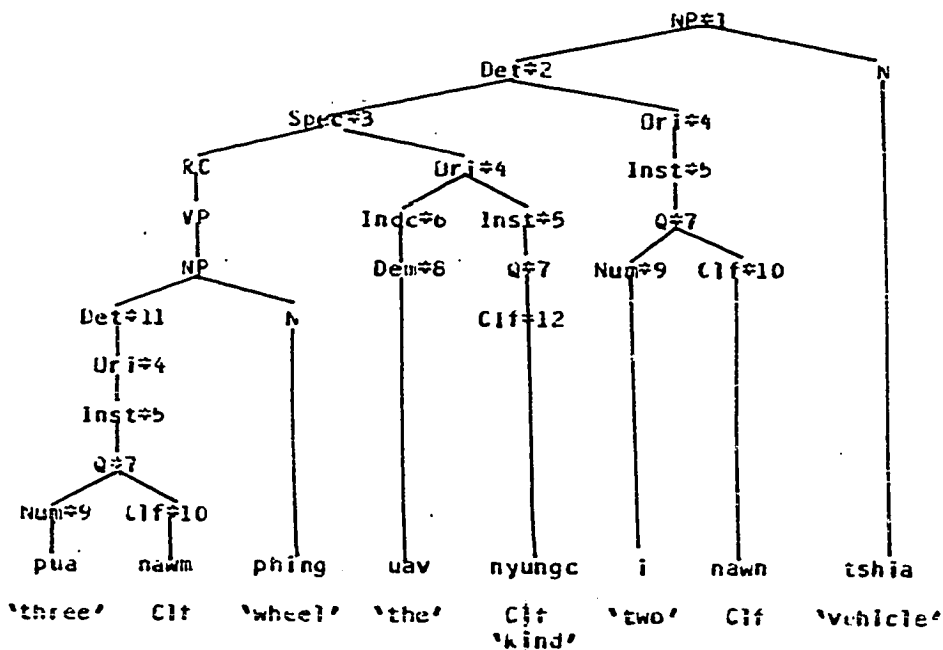 NP#1
Det#2 N
Spec#3 Ori#4
RC Ori#4 Inst#5
VP Indc#6 Inst#5 Q#7
NP Dem#8 Q#7 Num#9 Clf#10
Det#11 N Clf#12
Ori#4
Inst#5
Q#7
Num#9 Clf#10
pua nawm phing uav nyungc i nawn tshia
'three' Clf 'wheel' 'the' Clf 'two' Clf 'vehicle'
'kind'